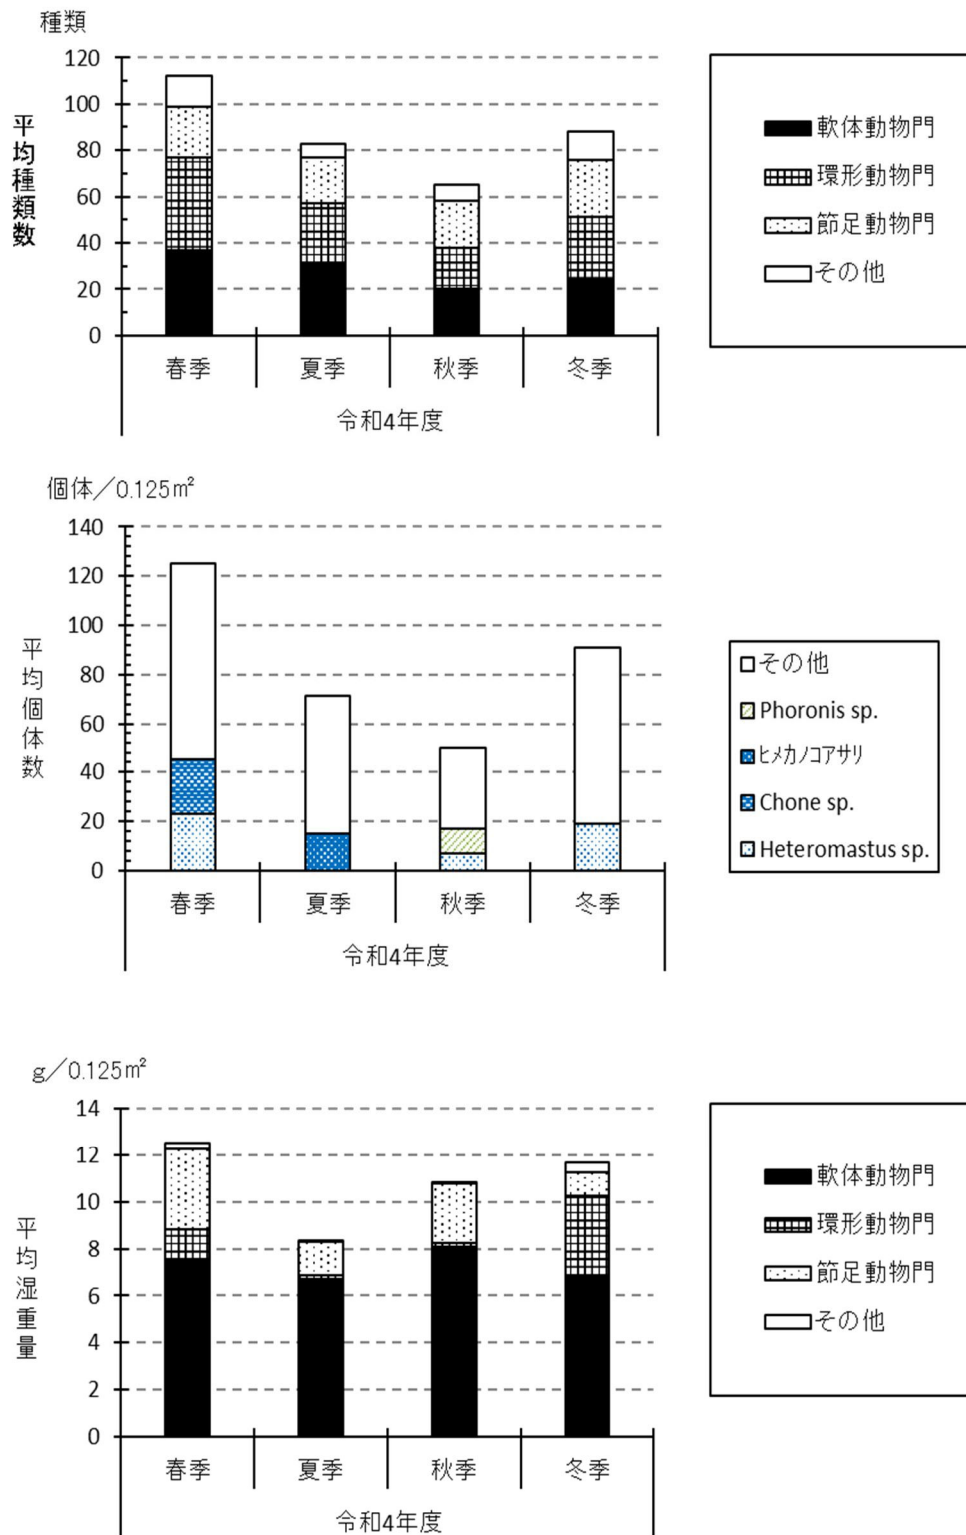 種類
平均種類数
120
100
80
60
40
20
0
春季
夏季
秋季
冬季
令和4年度
軟体動物門
環形動物門
節足動物門
その他
個体／0.125㎡
平均個体数
140
120
100
80
60
40
20
0
春季
夏季
秋季
冬季
令和4年度
その他
Phoronis sp.
ﾋﾒｶﾉｺｱｻﾘ
Chone sp.
Heteromastus sp.
g／0.125㎡
平均湿重量
14
12
10
8
6
4
2
0
春季
夏季
秋季
冬季
令和4年度
軟体動物門
環形動物門
節足動物門
その他